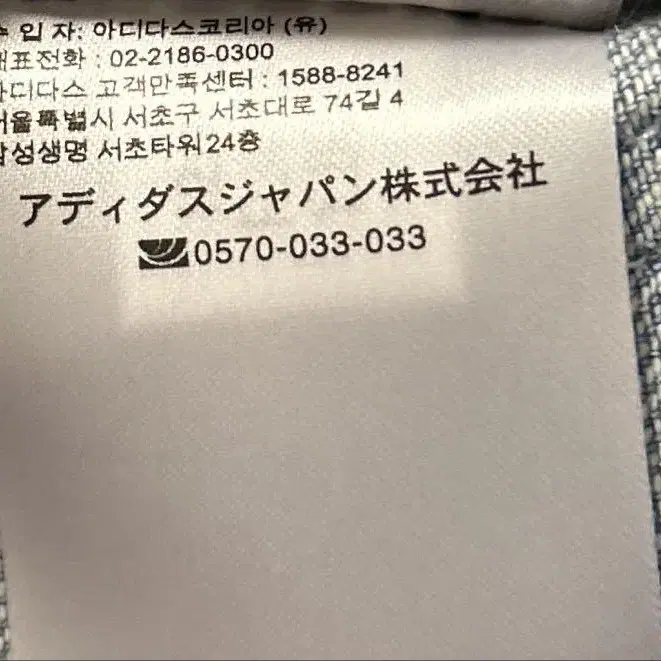 수 입 자: 아디다스코리아 (유)
대표전화 : 02-2186-0300
아디다스 고객만족센터 : 1588-8241
서울특별시 서초구 서초대로 74길 4
삼성생명 서초타워 24층
アディダスジャパン株式会社
0570-033-033